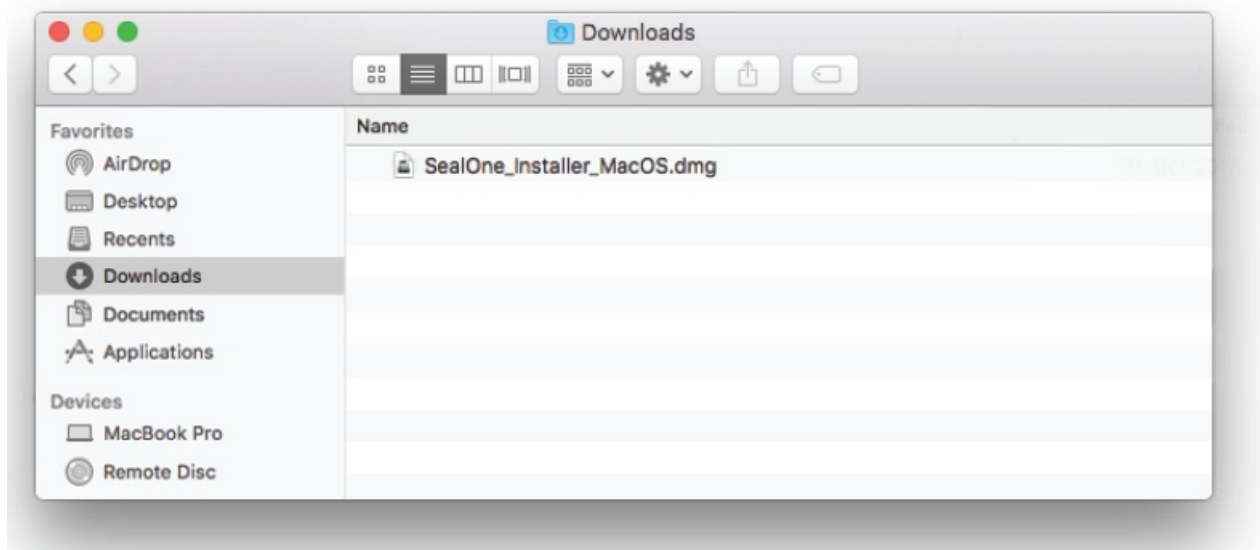 Downloads
Favorites
Name
AirDrop
SealOne_Installer_MacOS.dmg
Desktop
Recents
Downloads
Documents
Applications
Devices
MacBook Pro
Remote Disc